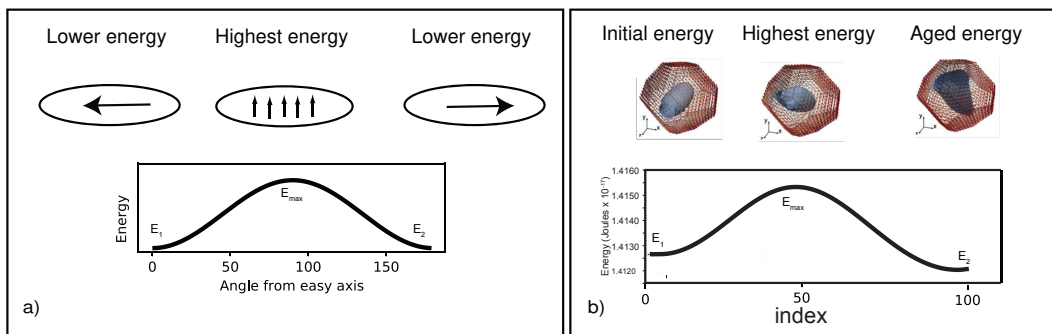 Lower energy
Highest energy
Lower energy
Energy
E1
Emax
E2
0
50
100
150
Angle from easy axis
a)
Initial energy
Highest energy
Aged energy
y
x
y
x
y
x
Energy (Joules x 10-17)
1.4160
1.4150
1.4140
1.4130
1.4120
E1
Emax
E2
0
50
100
index
b)